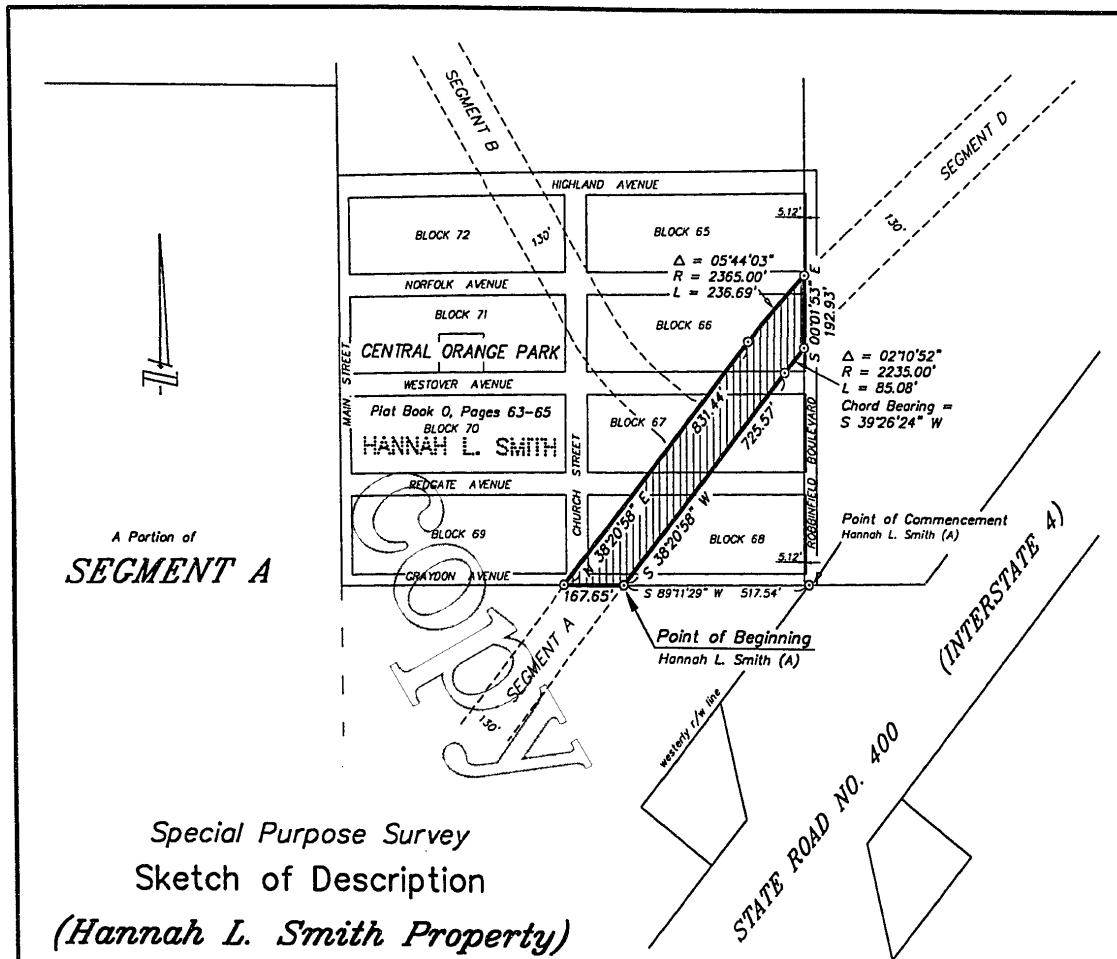 SEGMENT B
SEGMENT D
130'
130'
HIGHLAND AVENUE
5.12'
BLOCK 72
BLOCK 65
Δ = 05°44'03"
R = 2365.00'
L = 236.69'
NORFOLK AVENUE
S 00°01'53" E
192.93'
BLOCK 71
BLOCK 66
CENTRAL ORANGE PARK
MAIN STREET
WESTOVER AVENUE
Δ = 02°10'52"
R = 2235.00'
L = 85.08'
Chord Bearing =
S 39°26'24" W
Plat Book O, Pages 63-65
BLOCK 70
HANNAH L. SMITH
BLOCK 67
831.44'
725.57'
REDGATE AVENUE
CHURCH STREET
ROBBINFIELD BOULEVARD
N 38°20'58" E
S 38°20'58" W
BLOCK 69
BLOCK 68
Point of Commencement
Hannah L. Smith (A)
5.12'
GRAYDON AVENUE
A Portion of
SEGMENT A
167.65'
S 89°11'29" W 517.54'
Point of Beginning
Hannah L. Smith (A)
SEGMENT A
130'
Copy
westerly r/w line
(INTERSTATE 4)
STATE ROAD NO. 400
Special Purpose Survey
Sketch of Description
(Hannah L. Smith Property)